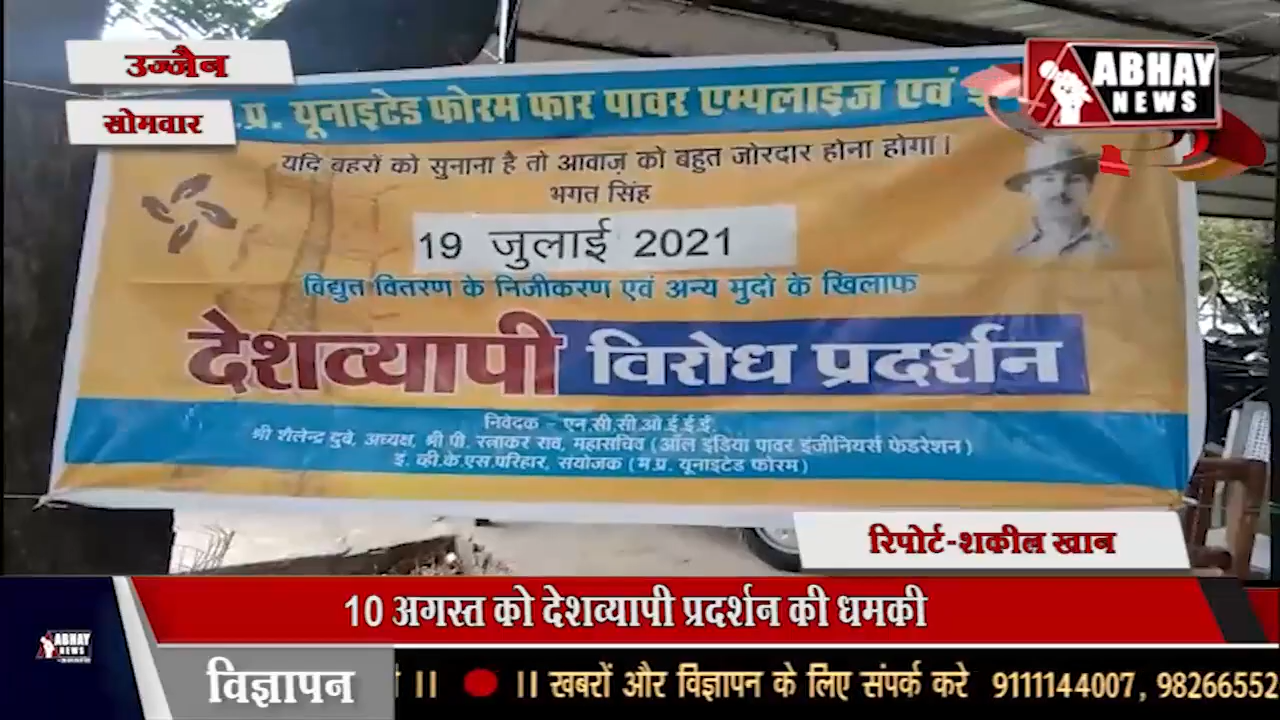 उज्जैन
सोमवार
ABHAY
NEWS
.प्र. यूनाइटेड फोरम फार पावर एम्पलाइज एवं
यदि बहरों को सुनाना है तो आवाज़ को बहुत जोरदार होना होगा।
भगत सिंह
19 जुलाई 2021
विद्युत वितरण के निजीकरण एवं अन्य मुदो के खिलाफ
देशव्यापी विरोध प्रदर्शन
निवेदक - एन.सी.सी.ओ.ई.ई.ई.
श्री शैलेन्द्र दुबे, अध्यक्ष, श्री पी. रत्नाकर राव, महासचिव (ऑल इंडिया पावर इंजीनियर्स फेडरेशन)
इं. व्ही.के.एस.परिहार, संयोजक (म.प्र. यूनाइटेड फोरम)
रिपोर्ट-शकील खान
10 अगस्त को देशव्यापी प्रदर्शन की धमकी
ABHAY
NEWS
विज्ञापन
।। ।। खबरों और विज्ञापन के लिए संपर्क करे 9111144007, 98266552